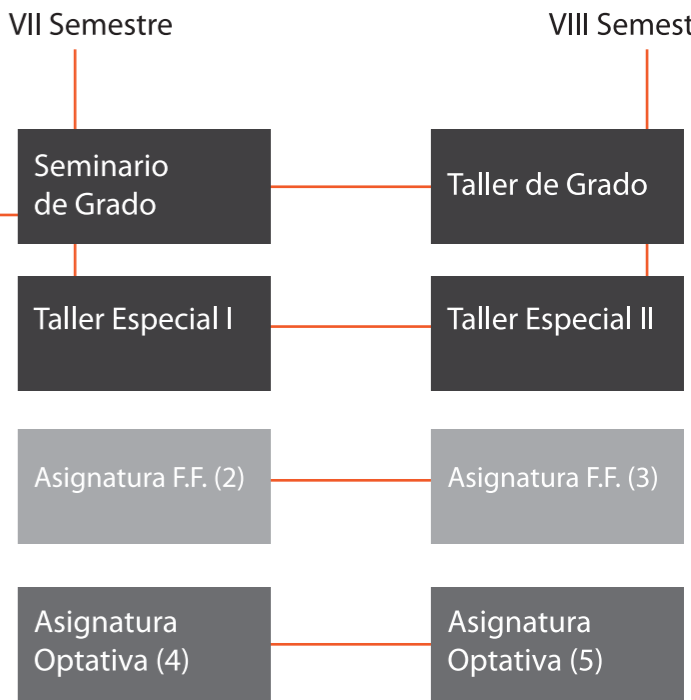 VII Semestre
VIII Semest
Seminario
de Grado
Taller de Grado
Taller Especial I
Taller Especial II
Asignatura F.F. (2)
Asignatura F.F. (3)
Asignatura
Optativa (4)
Asignatura
Optativa (5)